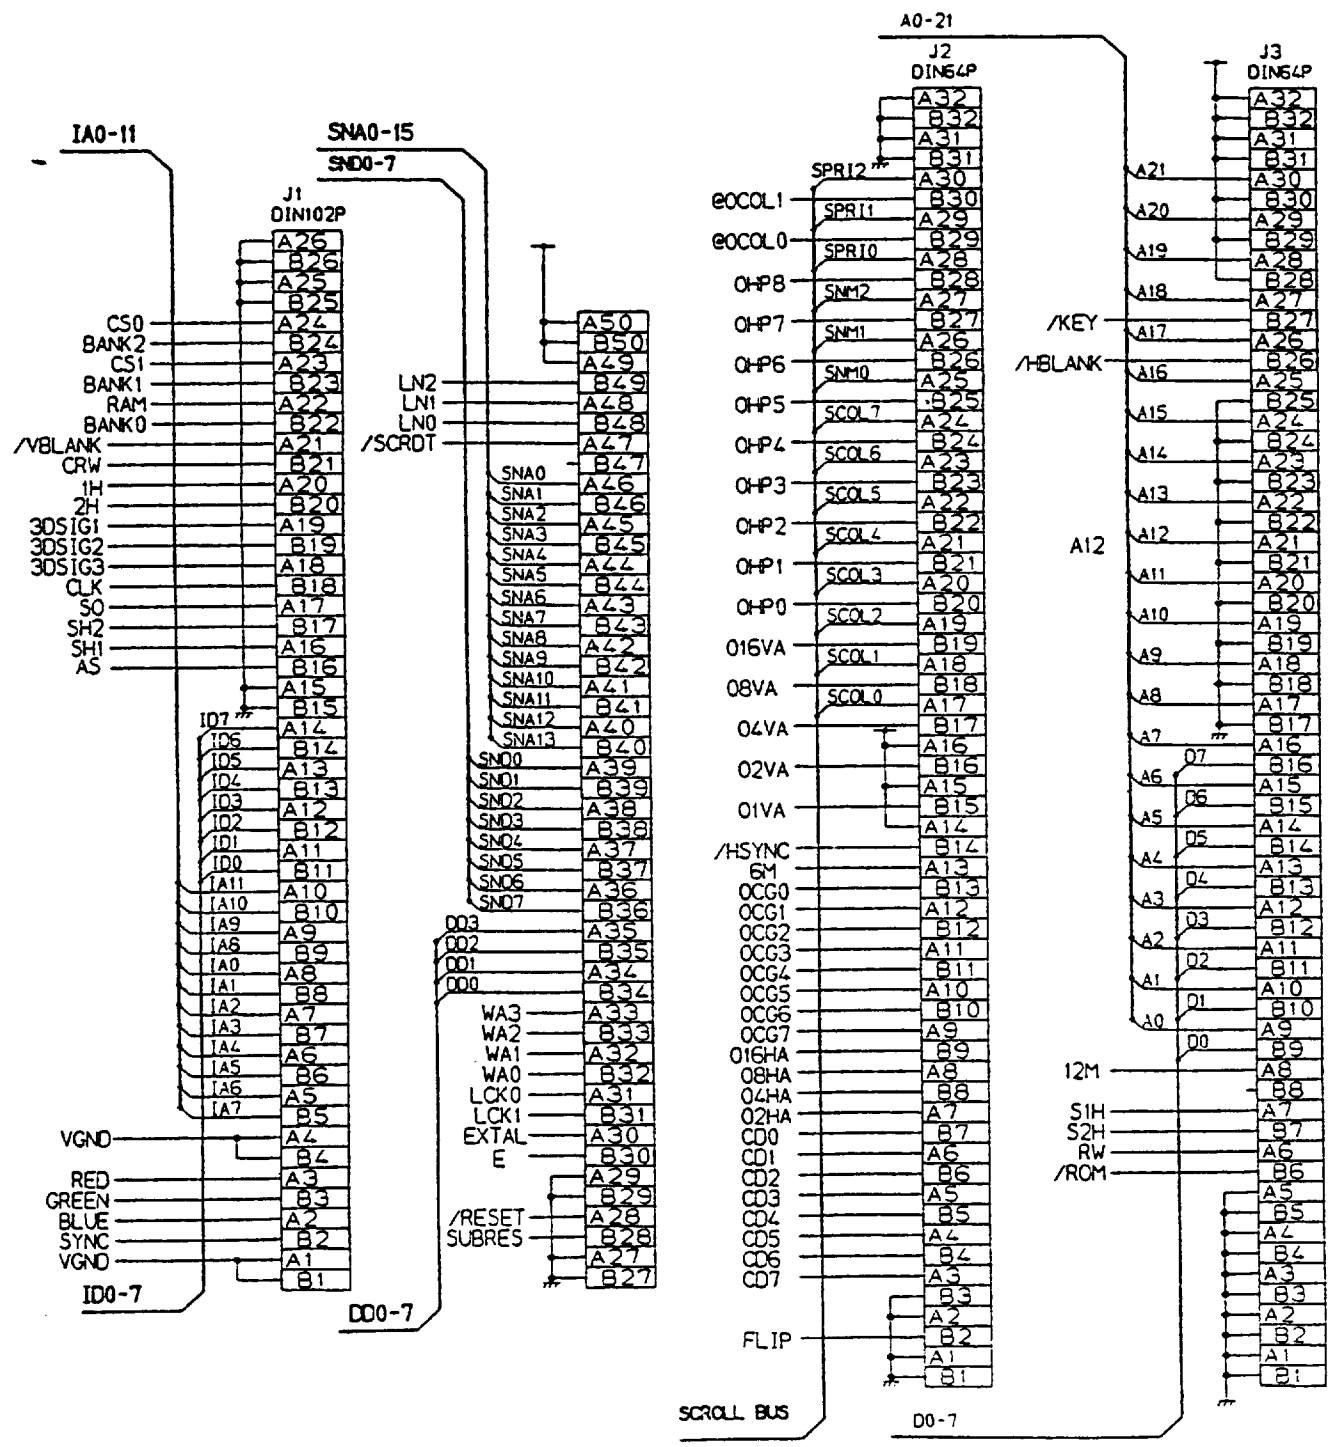 IA0-11
J1
DIN102P
A26
B26
A25
B25
CS0 A24
BANK2 B24
CS1 A23
BANK1 B23
RAM A22
BANK0 B22
/VBLANK A21
CRW B21
1H A20
2H B20
3DSIG1 A19
3DSIG2 B19
3DSIG3 A18
CLK B18
SO A17
SH2 B17
SH1 A16
AS B16
A15
B15
ID7 A14
ID6 B14
ID5 A13
ID4 B13
ID3 A12
ID2 B12
ID1 A11
ID0 B11
IA11 A10
IA10 B10
IA9 A9
IA8 B9
IA0 A8
IA1 B8
IA2 A7
IA3 B7
IA4 A6
IA5 B6
IA6 A5
IA7 B5
VGND A4
B4
RED A3
GREEN B3
BLUE A2
SYNC B2
VGND A1
B1
ID0-7
SNA0-15
SND0-7
A50
B50
A49
LN2 B49
LN1 A48
LN0 B48
/SCRDT A47
B47
SNA0 A46
SNA1 B46
SNA2 A45
SNA3 B45
SNA4 A44
SNA5 B44
SNA6 A43
SNA7 B43
SNA8 A42
SNA9 B42
SNA10 A41
SNA11 B41
SNA12 A40
SNA13 B40
SND0 A39
SND1 B39
SND2 A38
SND3 B38
SND4 A37
SND5 B37
SND6 A36
SND7 B36
DD3 A35
DD2 B35
DD1 A34
DD0 B34
WA3 A33
WA2 B33
WA1 A32
WA0 B32
LCK0 A31
LCK1 B31
EXTAL A30
E B30
A29
B29
/RESET A28
SUBRES B28
A27
B27
DD0-7
J2
DIN64P
A32
B32
A31
B31
SPRI2 A30
@OCOL1 B30
SPRI1 A29
@OCOL0 B29
SPRI0 A28
OHP8 B28
SNM2 A27
OHP7 B27
SNM1 A26
OHP6 B26
SNM0 A25
OHP5 B25
SCOL7 A24
OHP4 B24
SCOL6 A23
OHP3 B23
SCOL5 A22
OHP2 B22
SCOL4 A21
OHP1 B21
SCOL3 A20
OHP0 B20
SCOL2 A19
O16VA B19
SCOL1 A18
O8VA B18
SCOL0 A17
O4VA B17
A16
O2VA B16
A15
O1VA B15
A14
/HSYNC B14
6M A13
OCG0 B13
OCG1 A12
OCG2 B12
OCG3 A11
OCG4 B11
OCG5 A10
OCG6 B10
OCG7 A9
O16HA B9
O8HA A8
O4HA B8
O2HA A7
CD0 B7
CD1 A6
CD2 B6
CD3 A5
CD4 B5
CD5 A4
CD6 B4
CD7 A3
B3
A2
FLIP B2
A1
B1
SCROLL BUS
A0-21
J3
DIN64P
A32
B32
A31
B31
A21 A30
B30
A20 A29
B29
A19 A28
B28
A18 A27
/KEY B27
A17 A26
/HBLANK B26
A16 A25
B25
A15 A24
B24
A14 A23
B23
A13 A22
B22
A12 A12 A21
B21
A11 A20
B20
A10 A19
B19
A9 A18
B18
A8 A17
B17
A7 A16
D7 B16
A6 A15
D6 B15
A5 A14
D5 B14
A4 A13
D4 B13
A3 A12
D3 B12
A2 A11
D2 B11
A1 A10
D1 B10
A0 A9
D0 B9
12M A8
B8
S1H A7
S2H B7
RW A6
/ROM B6
A5
B5
A4
B4
A3
B3
A2
B2
A1
B1
D0-7